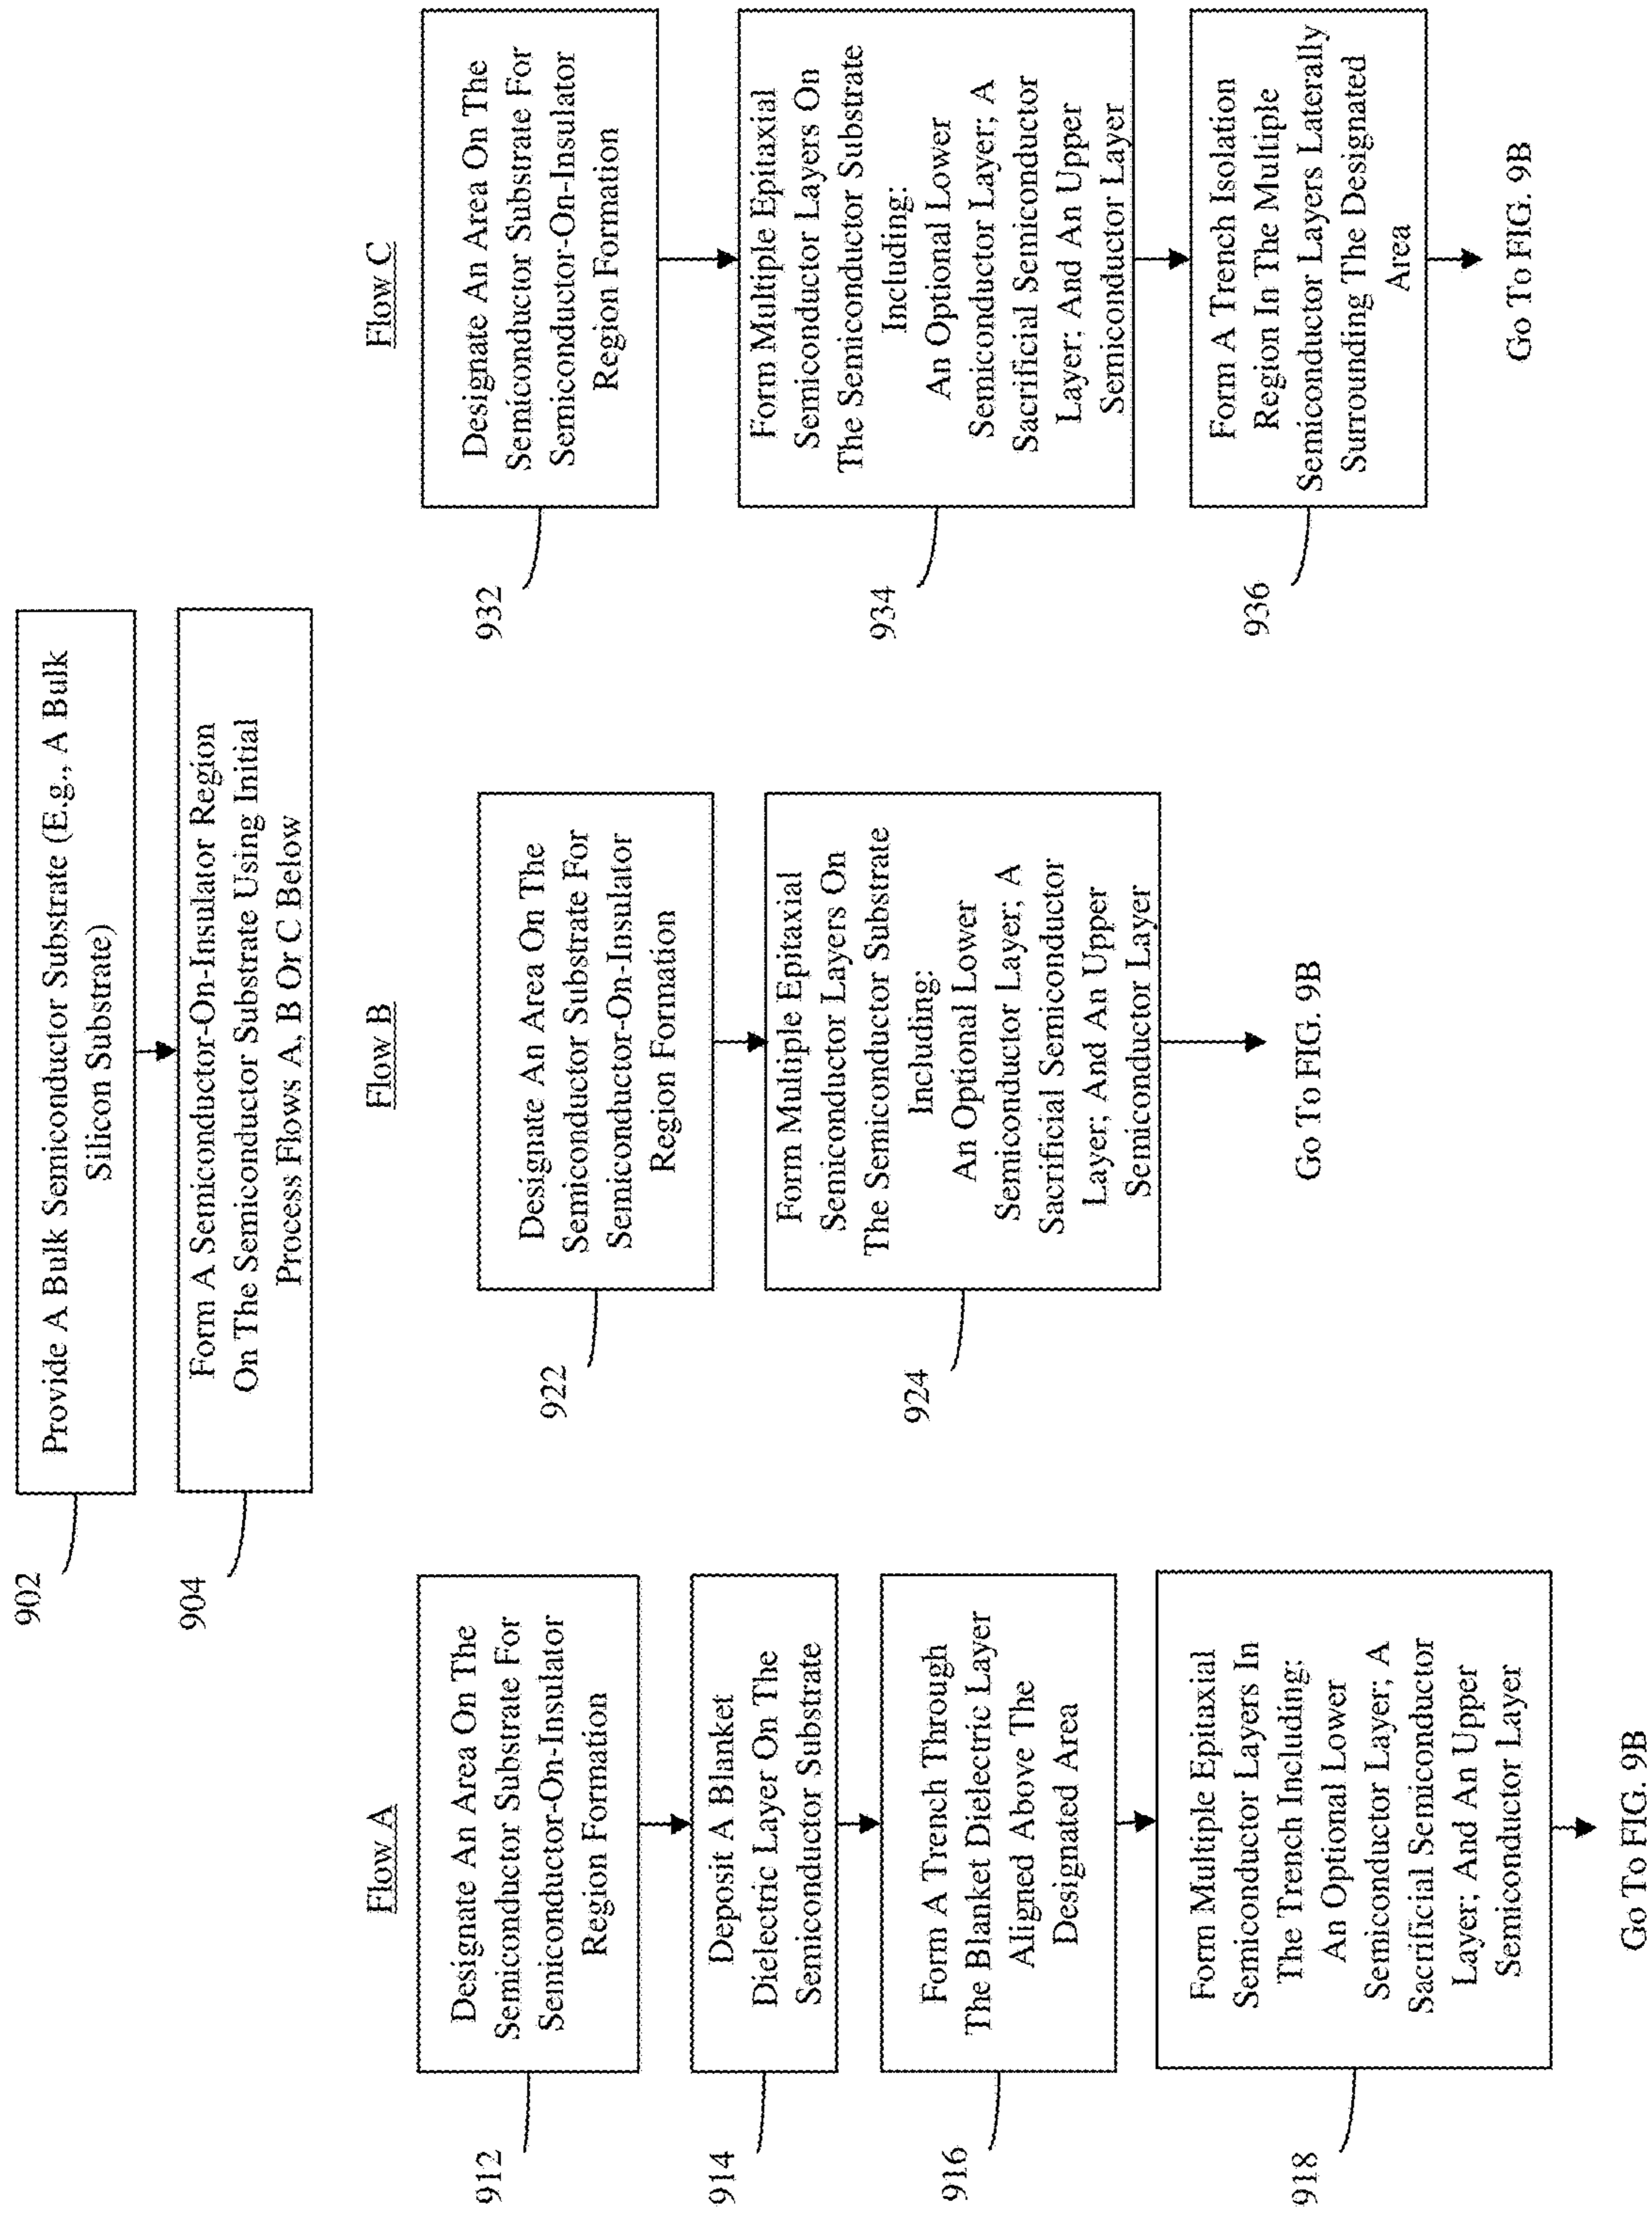 902
Provide A Bulk Semiconductor Substrate (E.g., A Bulk
Silicon Substrate)
904
Form A Semiconductor-On-Insulator Region
On The Semiconductor Substrate Using Initial
Process Flows A, B Or C Below
Flow A
912
Designate An Area On The
Semiconductor Substrate For
Semiconductor-On-Insulator
Region Formation
914
Deposit A Blanket
Dielectric Layer On The
Semiconductor Substrate
916
Form A Trench Through
The Blanket Dielectric Layer
Aligned Above The
Designated Area
918
Form Multiple Epitaxial
Semiconductor Layers In
The Trench Including:
An Optional Lower
Semiconductor Layer; A
Sacrificial Semiconductor
Layer; And An Upper
Semiconductor Layer
Go To FIG. 9B
Flow B
922
Designate An Area On The
Semiconductor Substrate For
Semiconductor-On-Insulator
Region Formation
924
Form Multiple Epitaxial
Semiconductor Layers On
The Semiconductor Substrate
Including:
An Optional Lower
Semiconductor Layer; A
Sacrificial Semiconductor
Layer; And An Upper
Semiconductor Layer
Go To FIG. 9B
Flow C
932
Designate An Area On The
Semiconductor Substrate For
Semiconductor-On-Insulator
Region Formation
934
Form Multiple Epitaxial
Semiconductor Layers On
The Semiconductor Substrate
Including:
An Optional Lower
Semiconductor Layer; A
Sacrificial Semiconductor
Layer; And An Upper
Semiconductor Layer
936
Form A Trench Isolation
Region In The Multiple
Semiconductor Layers Laterally
Surrounding The Designated
Area
Go To FIG. 9B